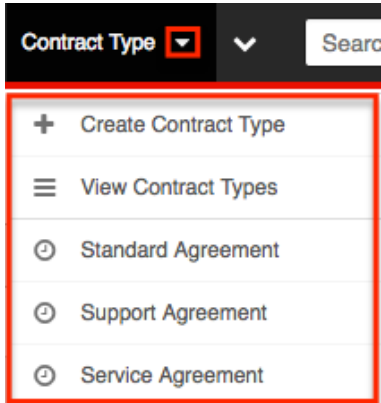 Contract Type
Searc
Create Contract Type
View Contract Types
Standard Agreement
Support Agreement
Service Agreement